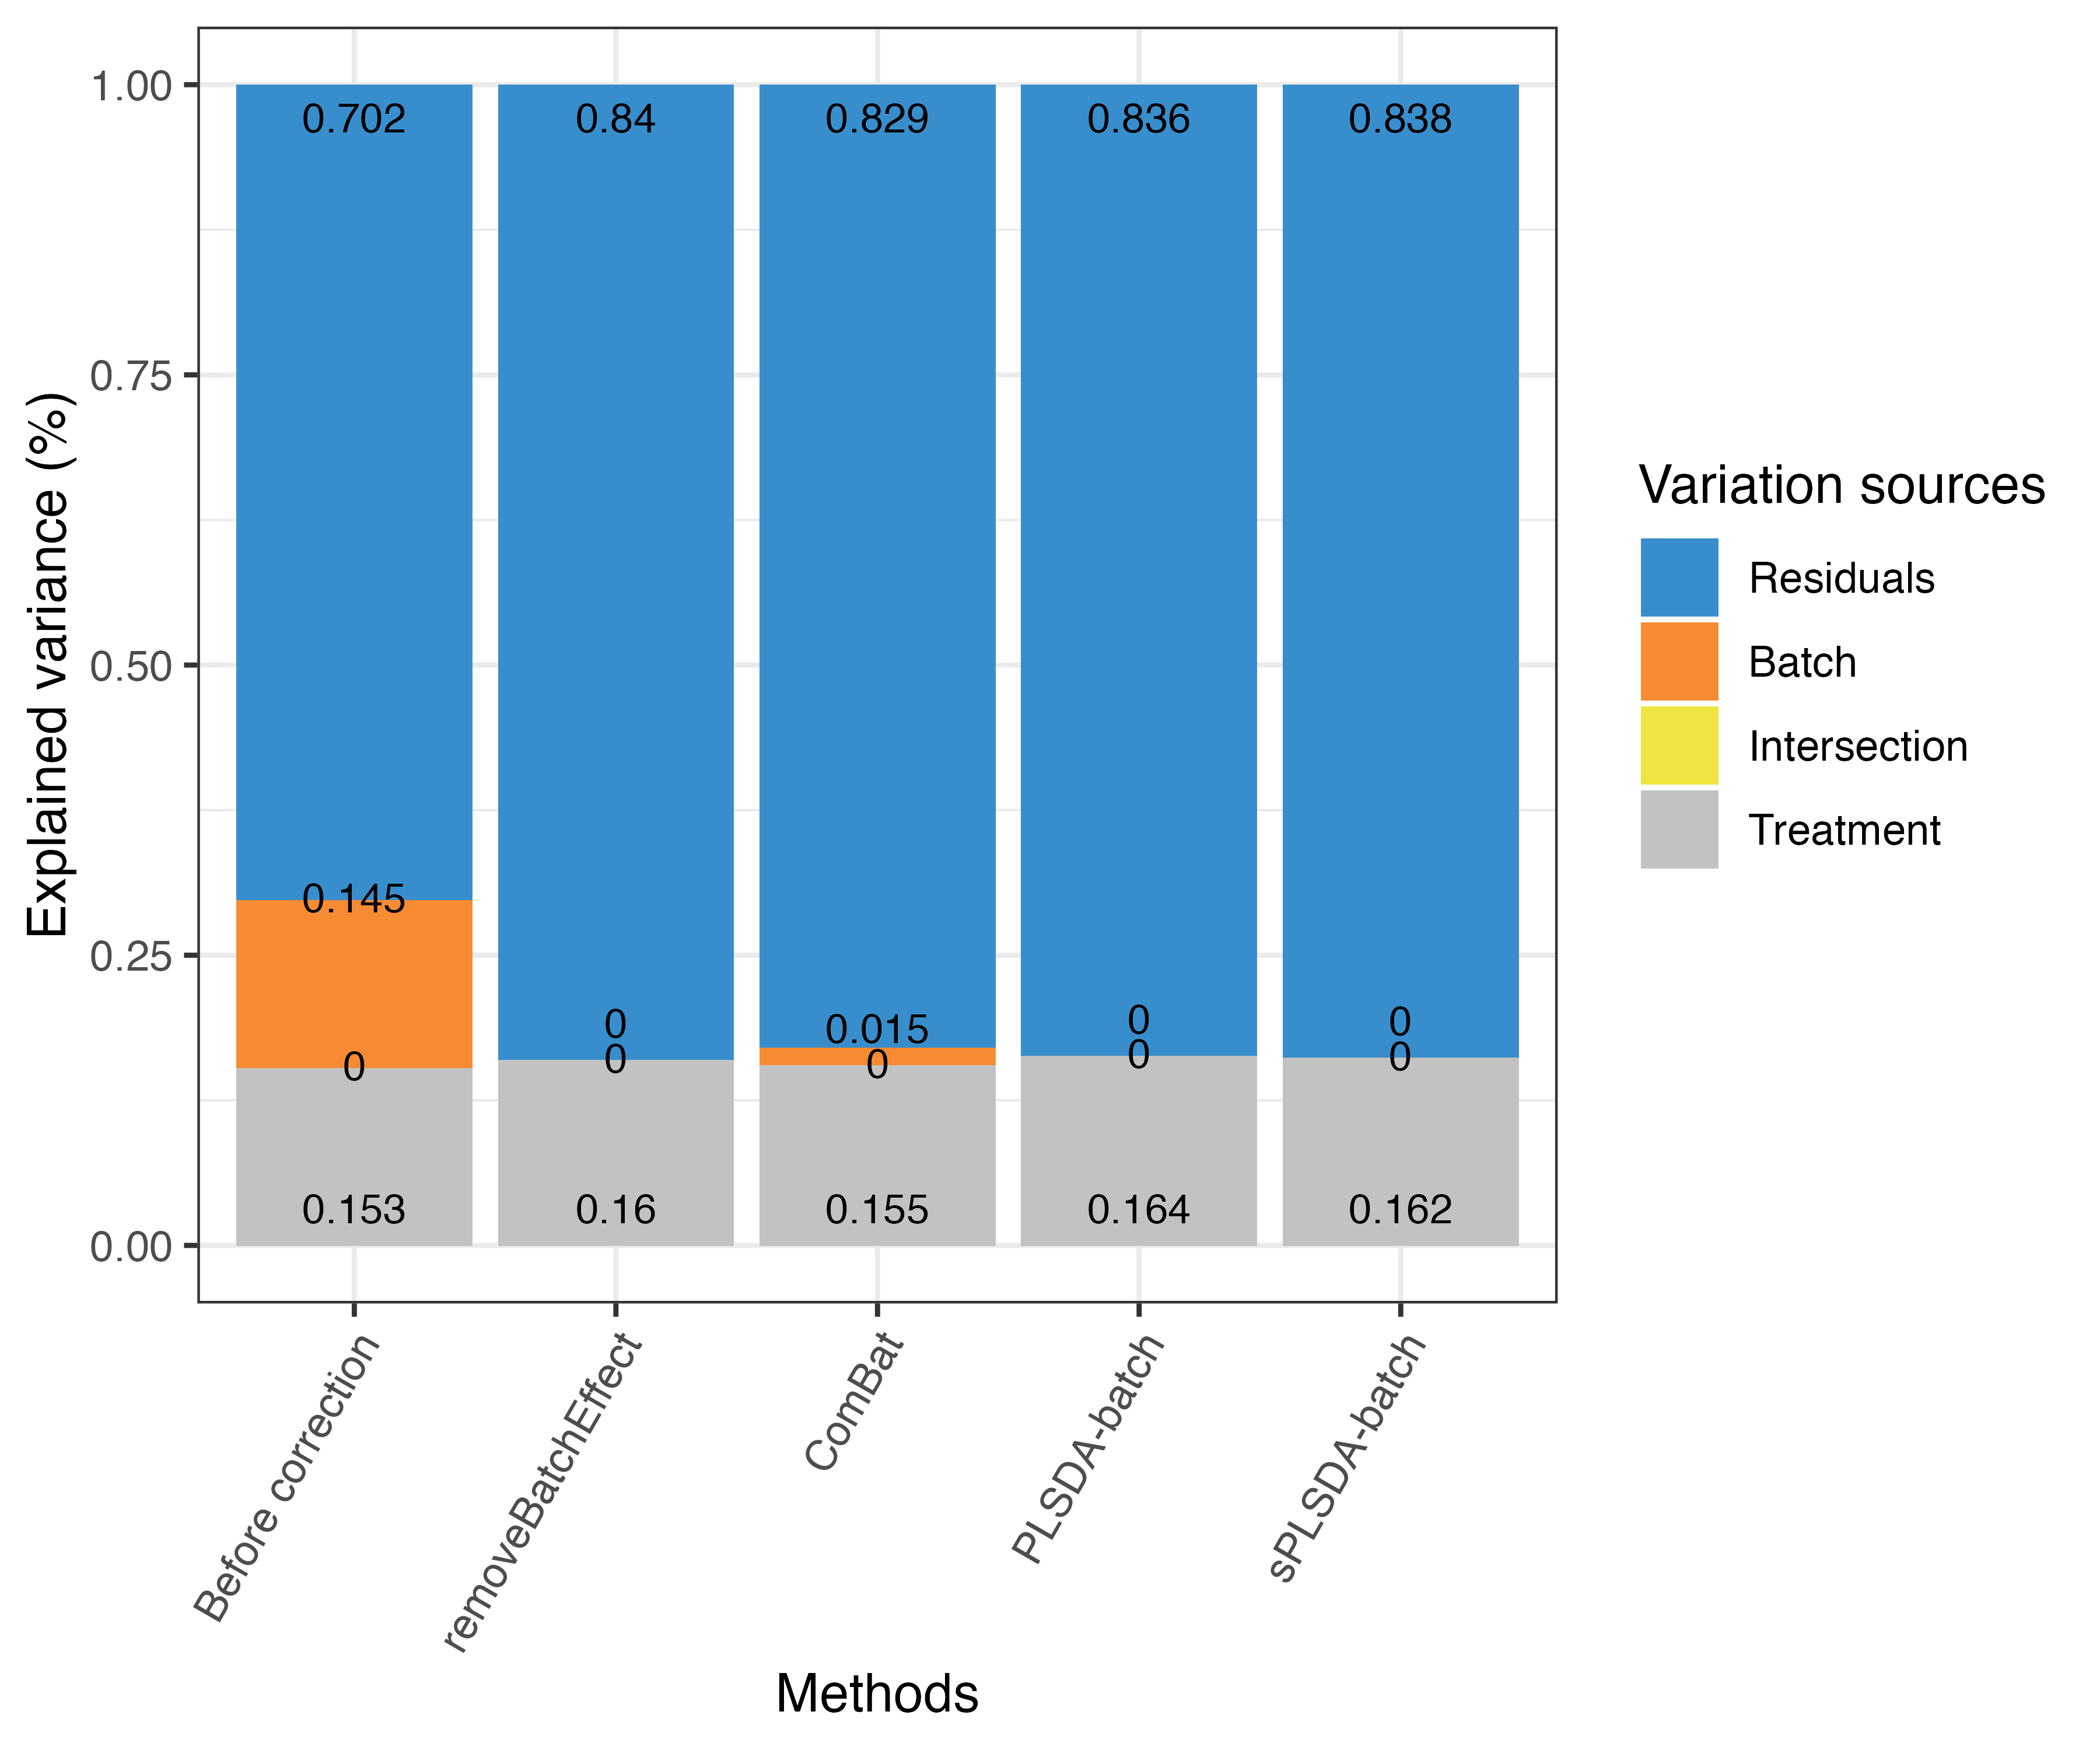 Explained variance (%)
1.00
0.75
0.50
0.25
0.00
0.702
0.84
0.829
0.836
0.838
0.145
0
0
0.015
0
0
0
0
0
0
0
0.153
0.16
0.155
0.164
0.162
Before correction
removeBatchEffect
ComBat
PLSDA-batch
sPLSDA-batch
Methods
Variation sources
Residuals
Batch
Intersection
Treatment